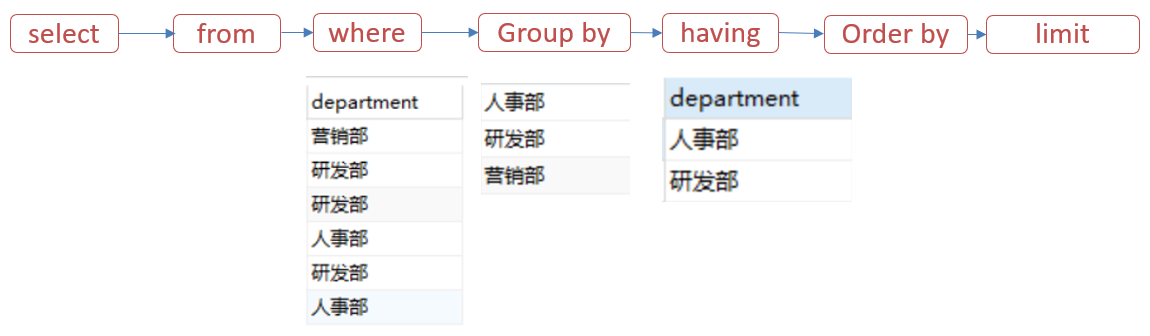 select
from
where
Group by
having
Order by
limit
department
营销部
研发部
研发部
人事部
研发部
人事部
人事部
研发部
营销部
department
人事部
研发部